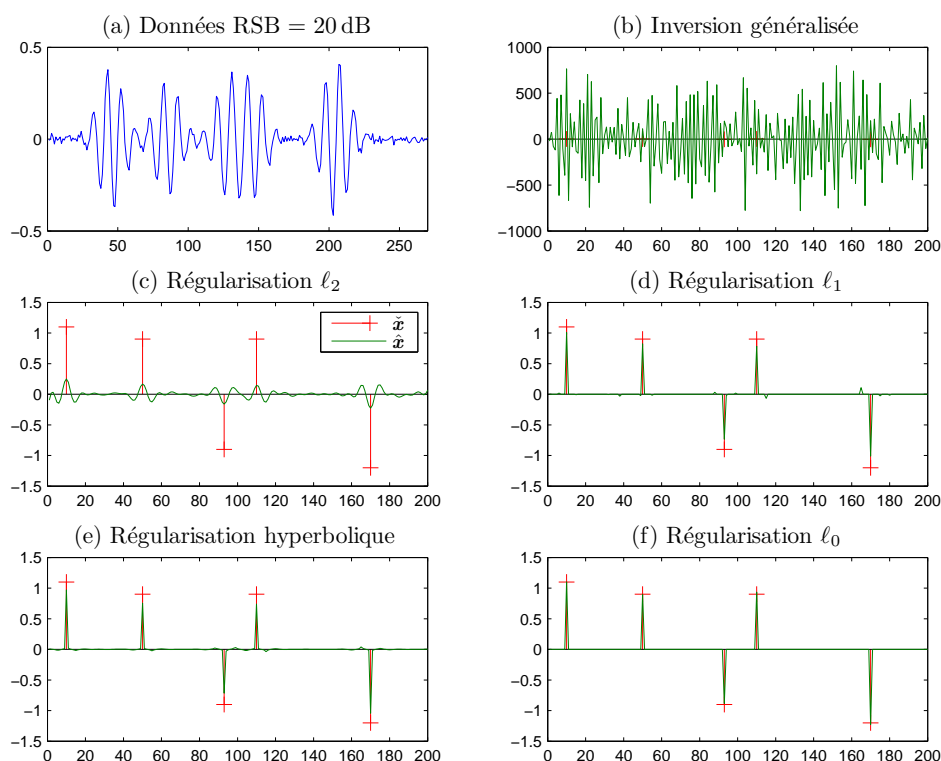 (a) Données RSB = 20 dB
(b) Inversion généralisée
0.5
0
−0.5
0 50 100 150 200 250
1000
500
0
−500
−1000
0 20 40 60 80 100 120 140 160 180 200
(c) Régularisation ℓ₂
(d) Régularisation ℓ₁
1.5
1
0.5
0
−0.5
−1
−1.5
0 20 40 60 80 100 120 140 160 180 200
x̌
x̂
1.5
1
0.5
0
−0.5
−1
−1.5
0 20 40 60 80 100 120 140 160 180 200
(e) Régularisation hyperbolique
(f) Régularisation ℓ₀
1.5
1
0.5
0
−0.5
−1
−1.5
0 20 40 60 80 100 120 140 160 180 200
1.5
1
0.5
0
−0.5
−1
−1.5
0 20 40 60 80 100 120 140 160 180 200